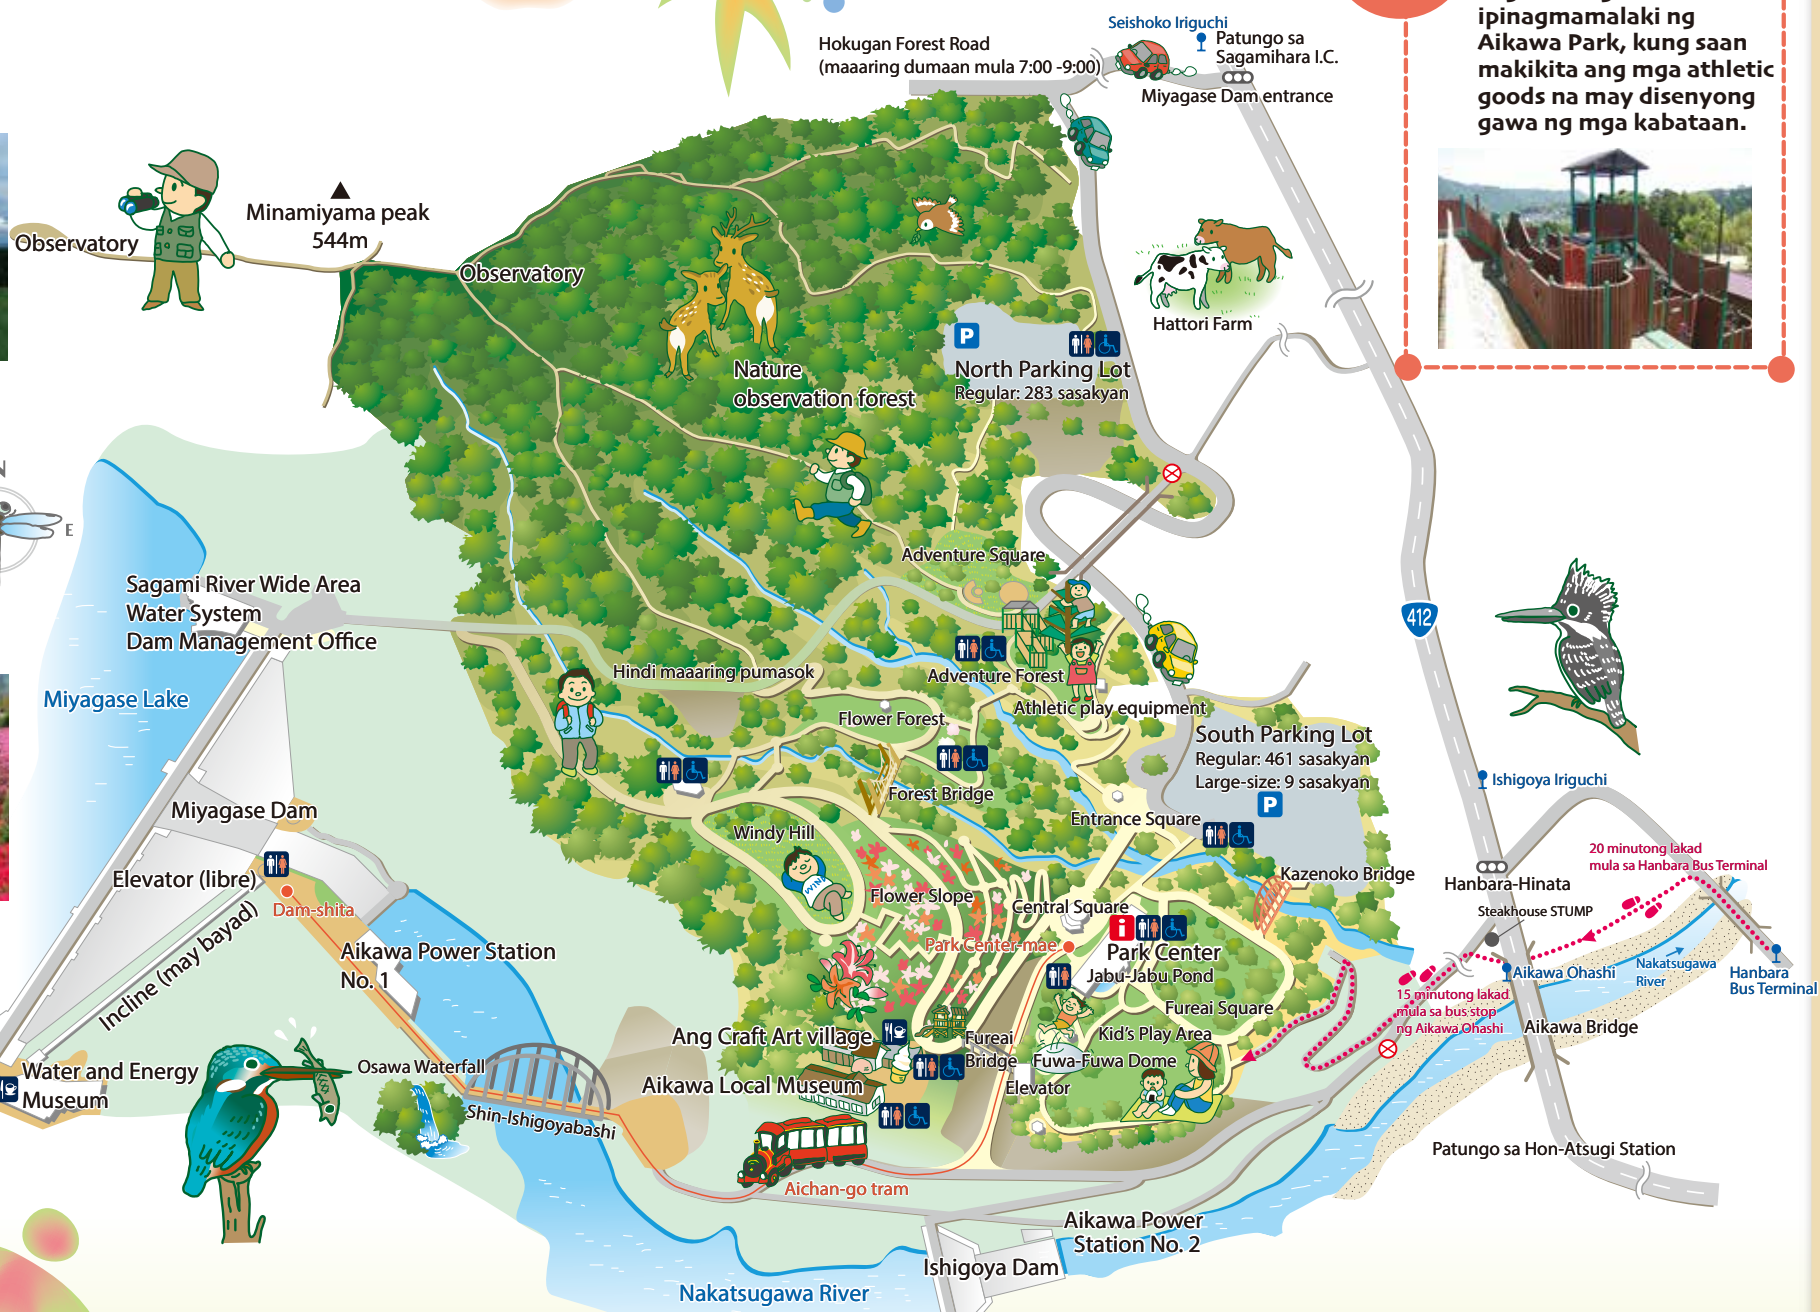 ipinagmamalaki ng
Aikawa Park, kung saan
makikita ang mga athletic
goods na may disenyong
gawa ng mga kabataan.
Seishoko Iriguchi
Hokugan Forest Road
(maaaring dumaan mula 7:00 -9:00)
Patungo sa
Sagamihara I.C.
Miyagase Dam entrance
Minamiyama peak
544m
Observatory
Observatory
Hattori Farm
P
North Parking Lot
Regular: 283 sasakyan
Nature
observation forest
N
E
Adventure Square
Sagami River Wide Area
Water System
Dam Management Office
412
Hindi maaaring pumasok
Adventure Forest
Athletic play equipment
Miyagase Lake
Flower Forest
South Parking Lot
Regular: 461 sasakyan
Large-size: 9 sasakyan
P
Ishigoya Iriguchi
Forest Bridge
Miyagase Dam
Windy Hill
Entrance Square
20 minutong lakad
mula sa Hanbara Bus Terminal
Elevator (libre)
Dam-shita
Flower Slope
Kazenoko Bridge
Hanbara-Hinata
Central Square
Steakhouse STUMP
Incline (may bayad)
Aikawa Power Station
No. 1
Park Center-mae
i
Park Center
Jabu-Jabu Pond
Aikawa Ohashi
Nakatsugawa
River
Hanbara
Bus Terminal
15 minutong lakad
mula sa bus stop
ng Aikawa Ohashi
Fureai Square
Aikawa Bridge
Ang Craft Art village
Fureai
Bridge
Kid's Play Area
Fuwa-Fuwa Dome
Osawa Waterfall
Water and Energy
Museum
Aikawa Local Museum
Elevator
Shin-Ishigoyabashi
Patungo sa Hon-Atsugi Station
Aichan-go tram
Aikawa Power
Station No. 2
Ishigoya Dam
Nakatsugawa River